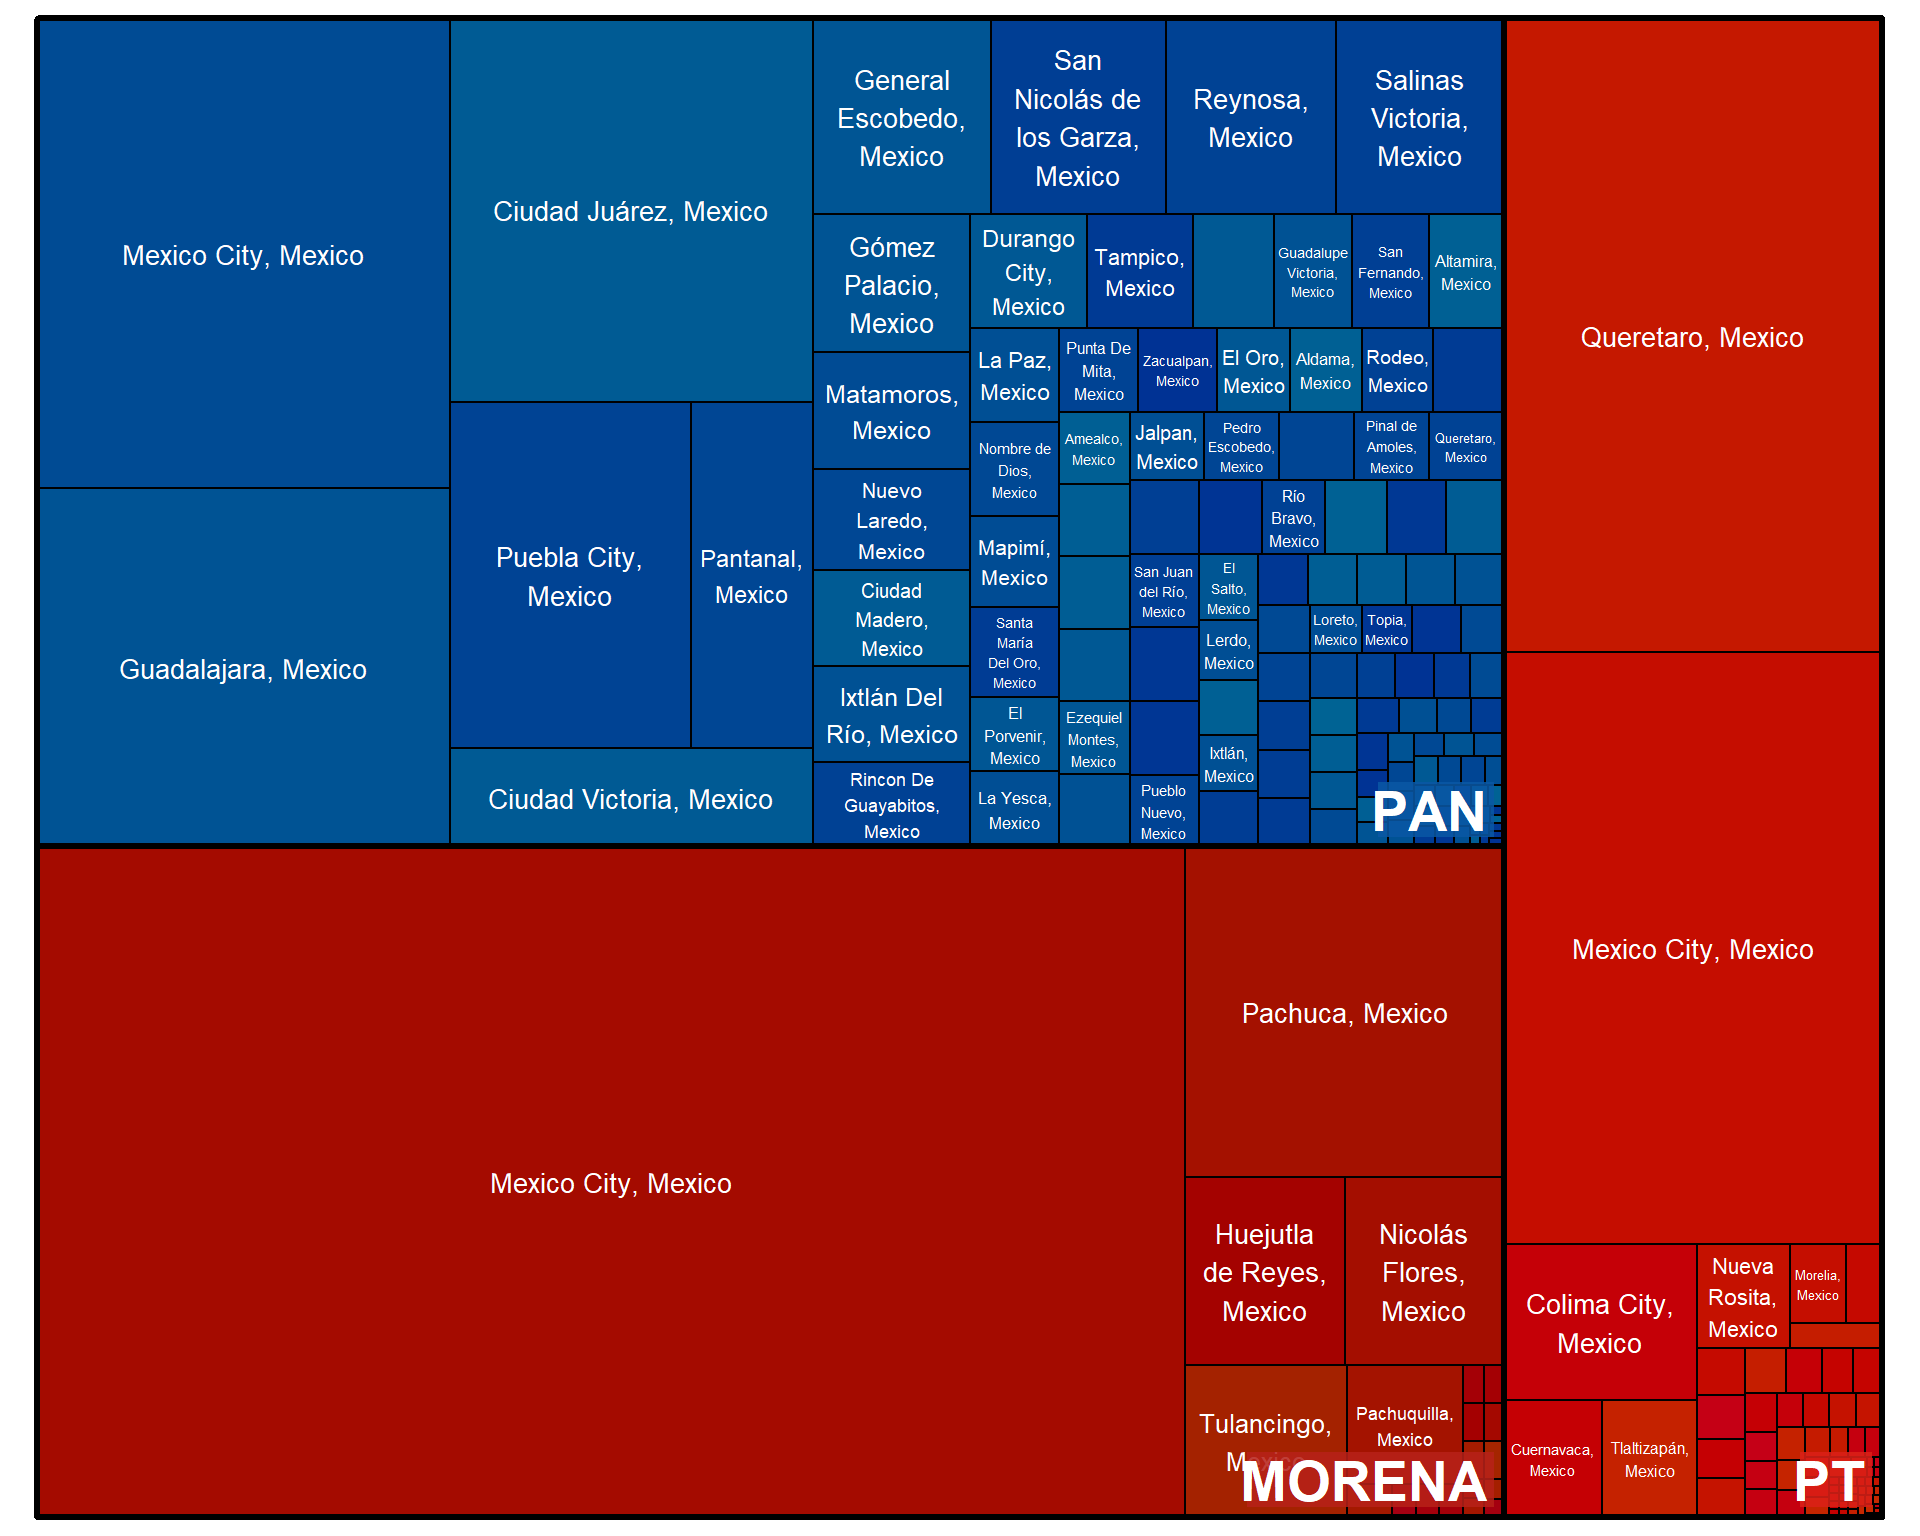 Mexico City, Mexico
Guadalajara, Mexico
Ciudad Juárez, Mexico
Puebla City,
Mexico
Pantanal,
Mexico
Ciudad Victoria, Mexico
General
Escobedo,
Mexico
San
Nicolás de
los Garza,
Mexico
Reynosa,
Mexico
Salinas
Victoria,
Mexico
Gómez
Palacio,
Mexico
Matamoros,
Mexico
Nuevo
Laredo,
Mexico
Ciudad
Madero,
Mexico
Ixtlán Del
Río, Mexico
Rincon De
Guayabitos,
Mexico
Durango
City,
Mexico
Tampico,
Mexico
Guadalupe
Victoria,
Mexico
San
Fernando,
Mexico
Altamira,
Mexico
La Paz,
Mexico
Nombre de
Dios,
Mexico
Mapimí,
Mexico
Santa
María
Del Oro,
Mexico
El
Porvenir,
Mexico
La Yesca,
Mexico
Punta De
Mita,
Mexico
Zacualpan,
Mexico
El Oro,
Mexico
Aldama,
Mexico
Rodeo,
Mexico
Amealco,
Mexico
Jalpan,
Mexico
Pedro
Escobedo,
Mexico
Pinal de
Amoles,
Mexico
Queretaro,
Mexico
Río
Bravo,
Mexico
San Juan
del Río,
Mexico
El
Salto,
Mexico
Lerdo,
Mexico
Loreto,
Mexico
Topia,
Mexico
Ezequiel
Montes,
Mexico
Ixtlán,
Mexico
Pueblo
Nuevo,
Mexico
PAN
Mexico City, Mexico
Pachuca, Mexico
Huejutla
de Reyes,
Mexico
Nicolás
Flores,
Mexico
Tulancingo,
Mexico
Pachuquilla,
Mexico
MORENA
Queretaro, Mexico
Mexico City, Mexico
Colima City,
Mexico
Nueva
Rosita,
Mexico
Morelia,
Mexico
Cuernavaca,
Mexico
Tlaltizapán,
Mexico
PT